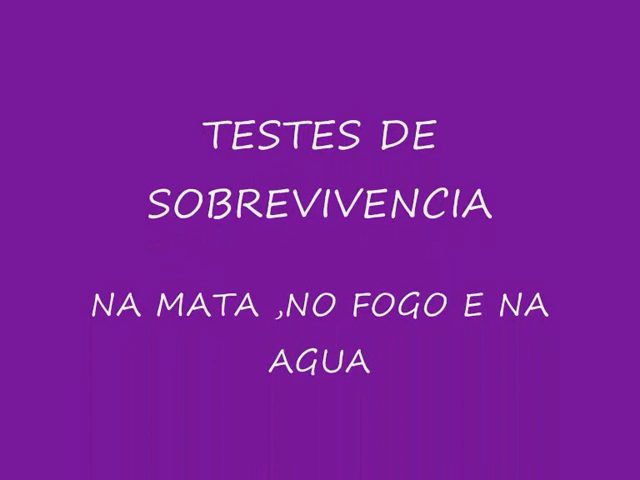 TESTES DE
SOBREVIVENCIA
NA MATA ,NO FOGO E NA
AGUA